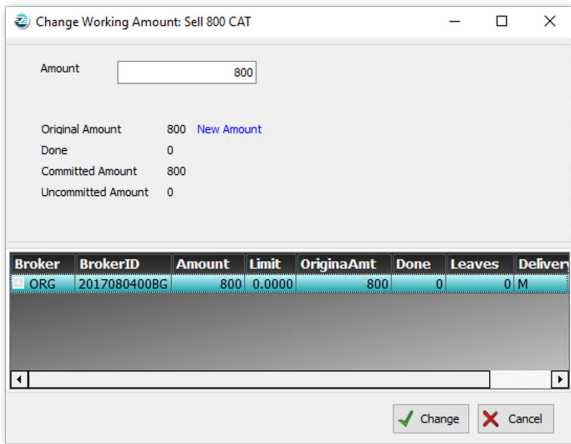 Change Working Amount: Sell 800 CAT
Amount 800
Original Amount 800 New Amount
Done 0
Committed Amount 800
Uncommitted Amount 0
Broker BrokerID Amount Limit OriginaAmt Done Leaves Delivery
ORG 2017080400BG 800 0.0000 800 0 0 M
Change Cancel